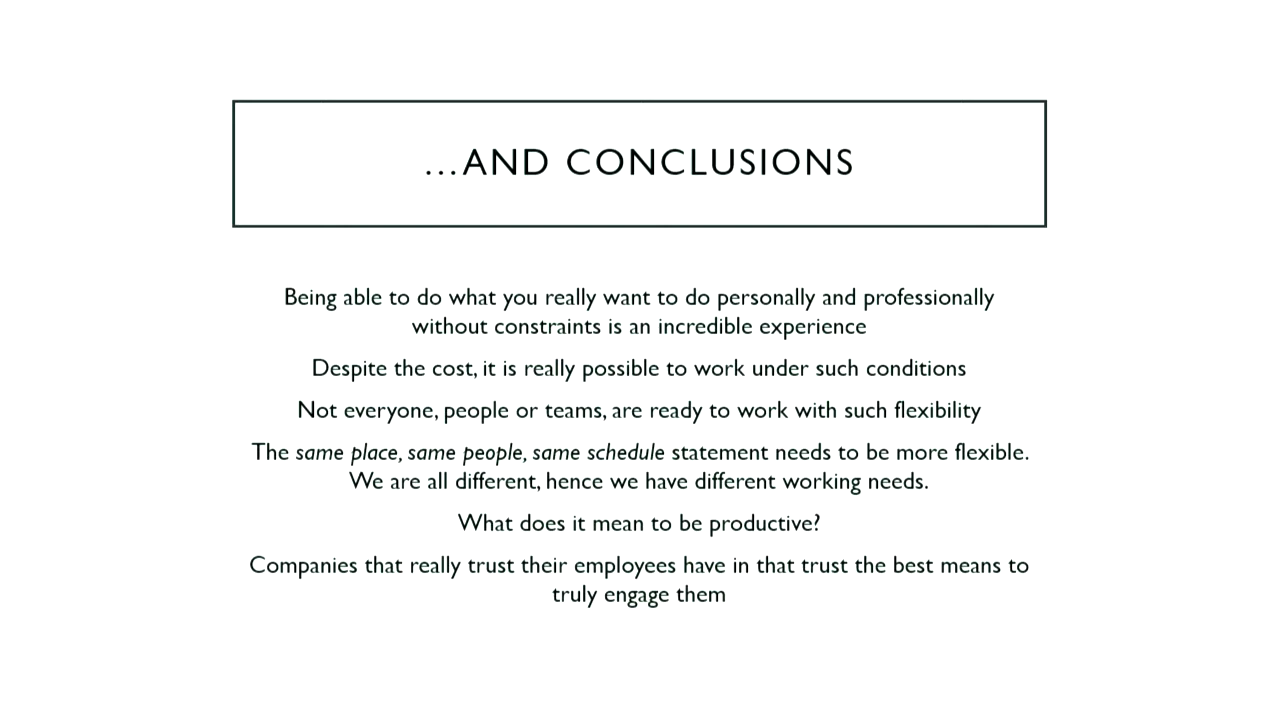 ...AND CONCLUSIONS
Being able to do what you really want to do personally and professionally
without constraints is an incredible experience
Despite the cost, it is really possible to work under such conditions
Not everyone, people or teams, are ready to work with such flexibility
The same place, same people, same schedule statement needs to be more flexible.
We are all different, hence we have different working needs.
What does it mean to be productive?
Companies that really trust their employees have in that trust the best means to
truly engage them